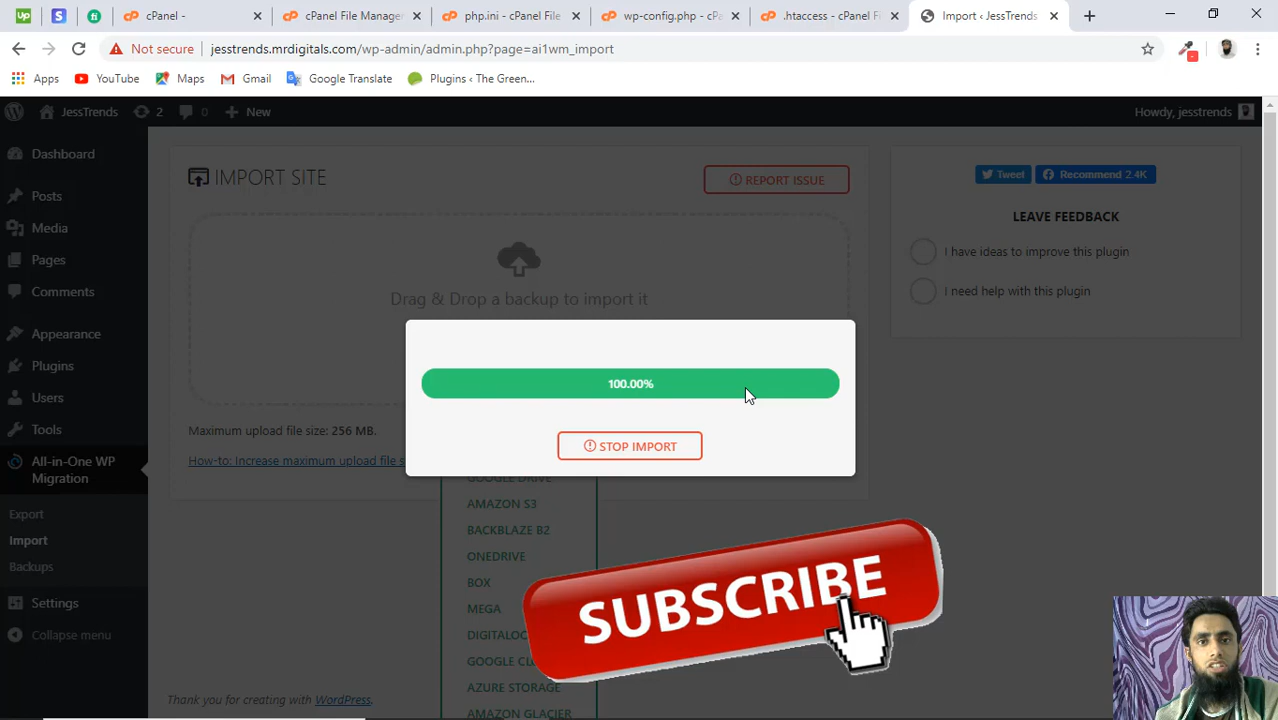 cPanel -
cPanel File Manager
php.ini - cPanel File
wp-config.php - cP
.htaccess - cPanel F
Import ‹ JessTrends
Not secure
jesstrends.mrdigitals.com/wp-admin/admin.php?page=ai1wm_import
Apps
YouTube
Maps
Gmail
Google Translate
Plugins ‹ The Green...
JessTrends
2
0
New
Howdy, jesstrends
Dashboard
Posts
Media
Pages
Comments
Appearance
Plugins
Users
Tools
All-in-One WP
Migration
Export
Import
Backups
Settings
Collapse menu
IMPORT SITE
REPORT ISSUE
Drag & Drop a backup to import it
100.00%
STOP IMPORT
Maximum upload file size: 256 MB.
How-to: Increase maximum upload file s
GOOGLE DRIVE
AMAZON S3
BACKBLAZE B2
ONEDRIVE
BOX
MEGA
DIGITALOC
GOOGLE CL
AZURE STORAGE
AMAZON GLACIER
SUBSCRIBE
Thank you for creating with WordPress.
Tweet
Recommend 2.4K
LEAVE FEEDBACK
I have ideas to improve this plugin
I need help with this plugin